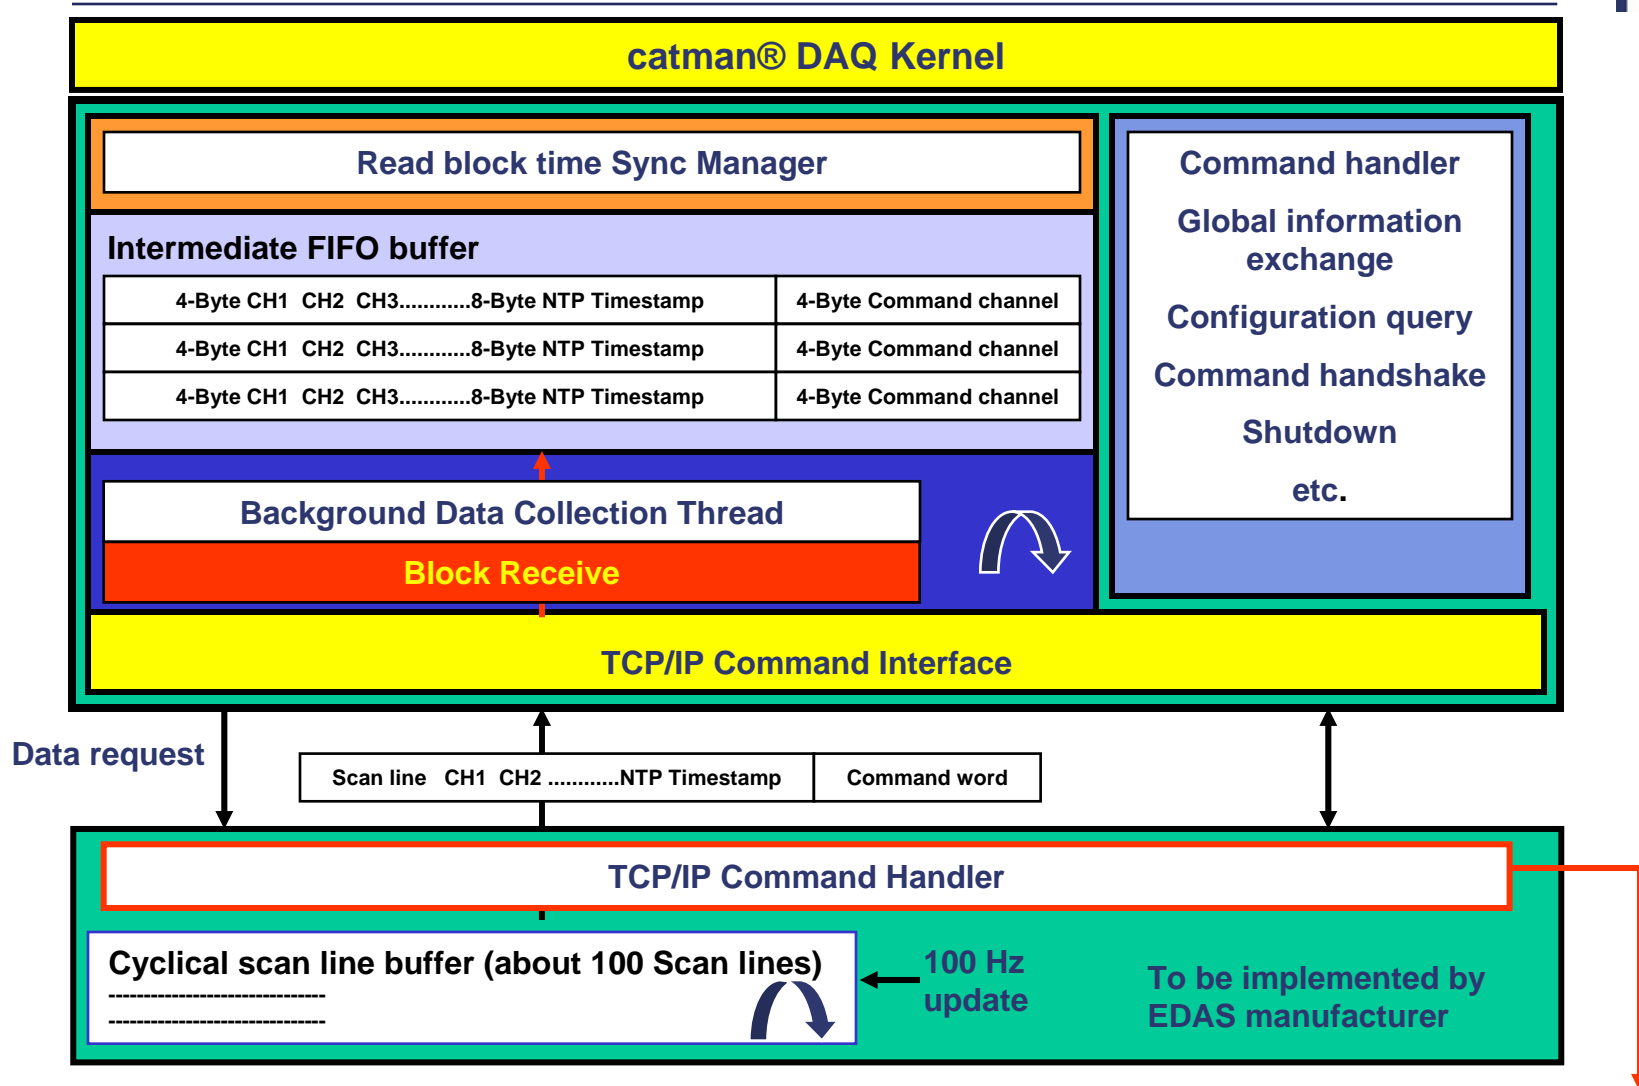 catman® DAQ Kernel
Read block time Sync Manager
Intermediate FIFO buffer
4-Byte CH1 CH2 CH3............8-Byte NTP Timestamp 4-Byte Command channel
4-Byte CH1 CH2 CH3............8-Byte NTP Timestamp 4-Byte Command channel
4-Byte CH1 CH2 CH3............8-Byte NTP Timestamp 4-Byte Command channel
Background Data Collection Thread
Block Receive
Command handler
Global information
exchange
Configuration query
Command handshake
Shutdown
etc.
TCP/IP Command Interface
Data request
Scan line CH1 CH2 ............NTP Timestamp Command word
TCP/IP Command Handler
Cyclical scan line buffer (about 100 Scan lines)
-------------------------------
-------------------------------
100 Hz
update
To be implemented by
EDAS manufacturer